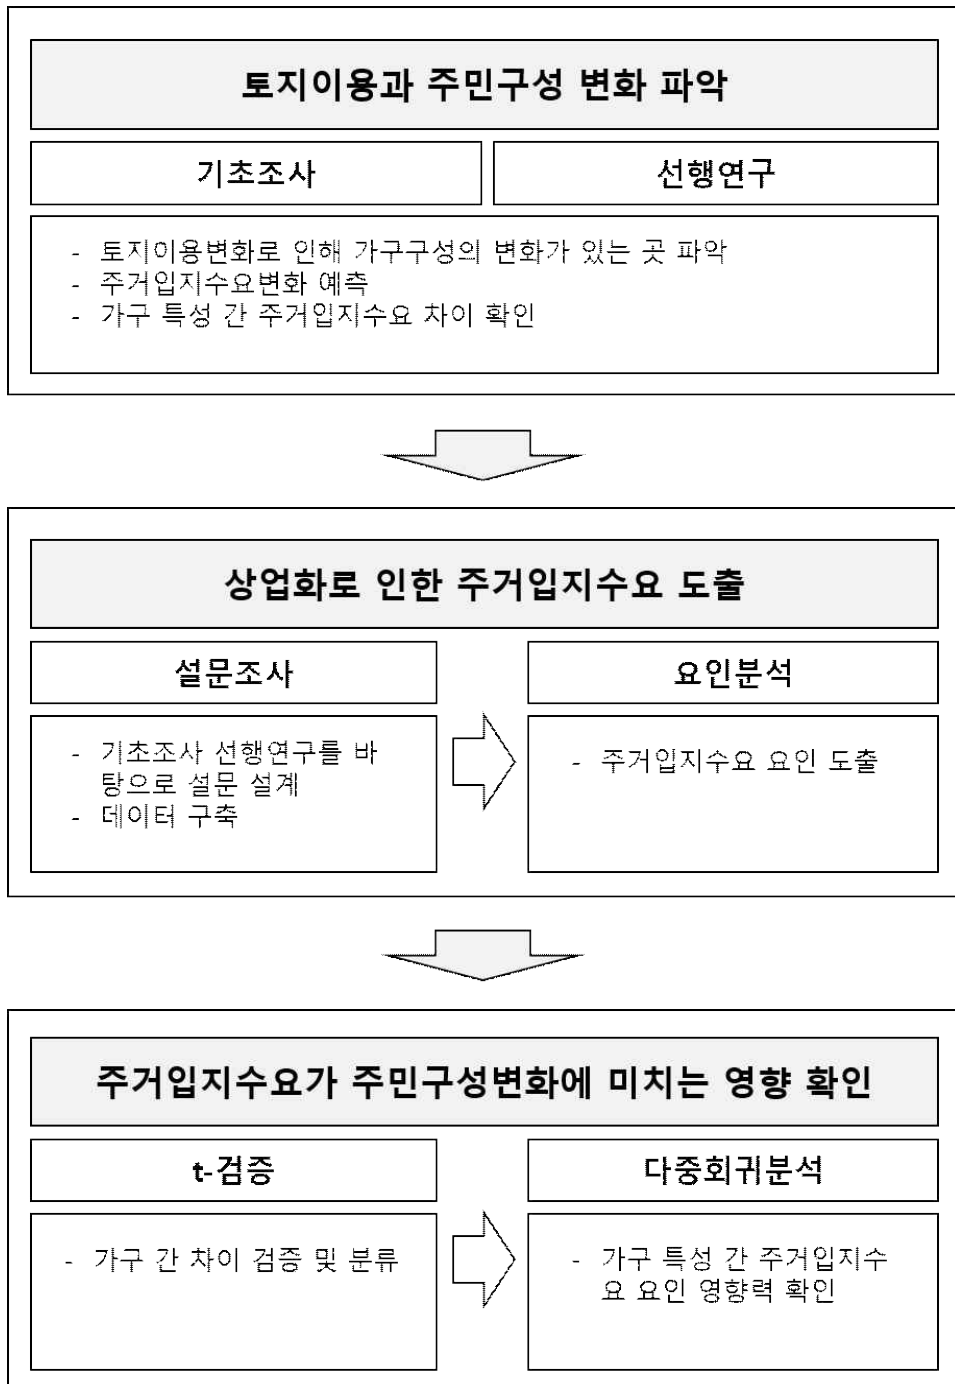 토지이용과 주민구성 변화 파악
기초조사
선행연구
- 토지이용변화로 인해 가구구성의 변화가 있는 곳 파악
- 주거입지수요변화 예측
- 가구 특성 간 주거입지수요 차이 확인
상업화로 인한 주거입지수요 도출
설문조사
요인분석
- 기초조사 선행연구를 바
탕으로 설문 설계
- 데이터 구축
- 주거입지수요 요인 도출
주거입지수요가 주민구성변화에 미치는 영향 확인
t-검증
다중회귀분석
- 가구 간 차이 검증 및 분류
- 가구 특성 간 주거입지수
요 요인 영향력 확인